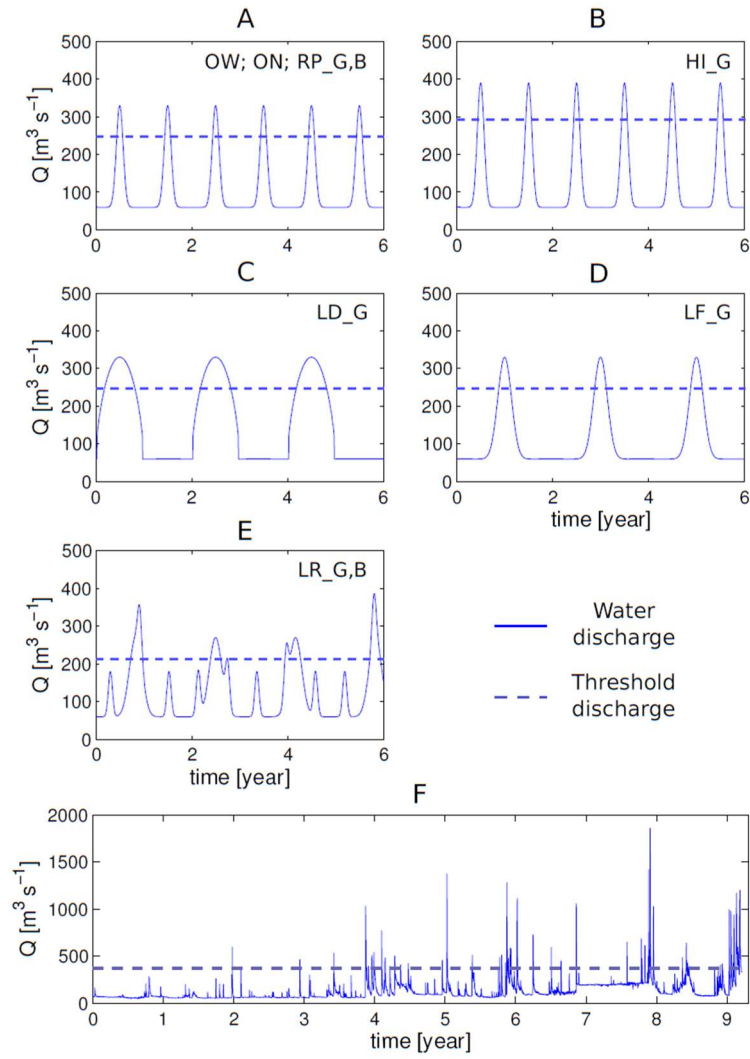 A
OW; ON; RP_G,B
Q [m³ s⁻¹]
500
400
300
200
100
0
0 2 4 6
B
HI_G
500
400
300
200
100
0
0 2 4 6
C
LD_G
Q [m³ s⁻¹]
500
400
300
200
100
0
0 2 4 6
D
LF_G
500
400
300
200
100
0
0 2 4 6
time [year]
E
LR_G,B
Q [m³ s⁻¹]
500
400
300
200
100
0
0 2 4 6
time [year]
Water
discharge
Threshold
discharge
F
Q [m³ s⁻¹]
2000
1500
1000
500
0
0 1 2 3 4 5 6 7 8 9
time [year]